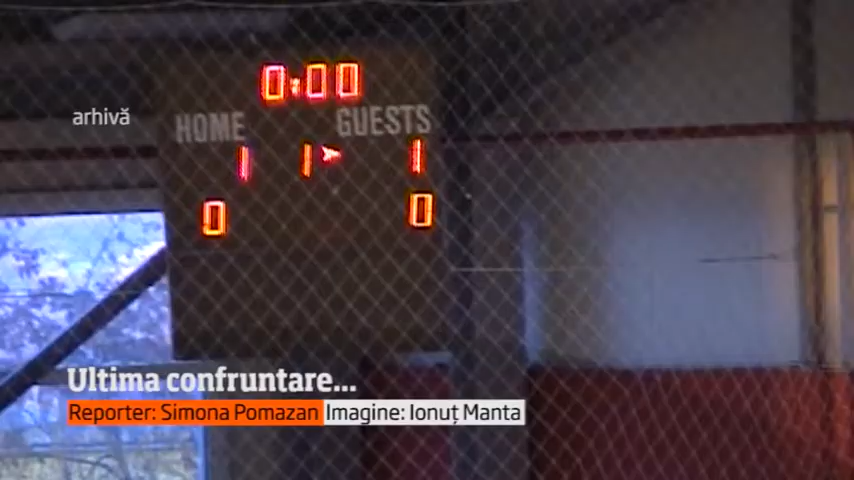 0:00
arhivă
HOME GUESTS
1 1 1
0 0
Ultima confruntare...
Reporter: Simona Pomazan Imagine: Ionuț Manta